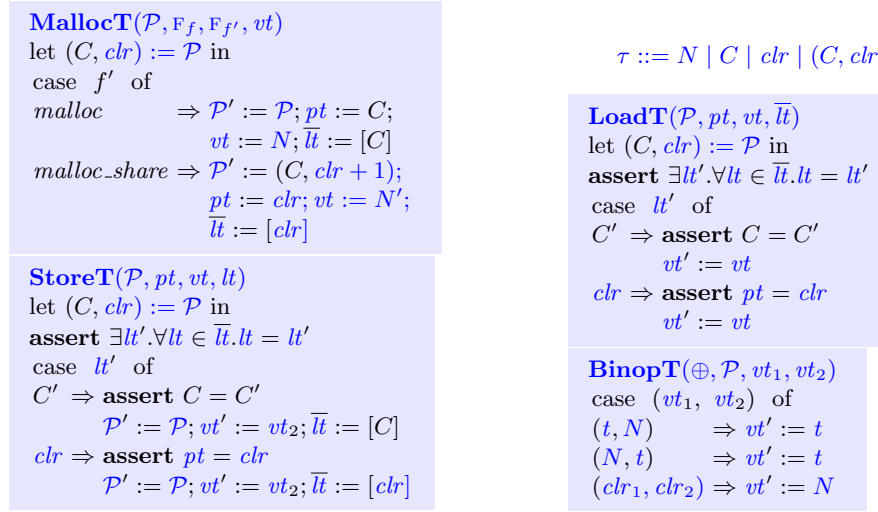 MallocT(𝒫, F_f, F_f′, vt)
let (C, clr) := 𝒫 in
case f′ of
malloc ⇒ 𝒫′ := 𝒫; pt := C;
vt := N; l̅t̅ := [C]
malloc_share ⇒ 𝒫′ := (C, clr + 1);
pt := clr; vt := N′;
l̅t̅ := [clr]
StoreT(𝒫, pt, vt, lt)
let (C, clr) := 𝒫 in
assert ∃lt′.∀lt ∈ l̅t̅.lt = lt′
case lt′ of
C′ ⇒ assert C = C′
𝒫′ := 𝒫; vt′ := vt₂; l̅t̅ := [C]
clr ⇒ assert pt = clr
𝒫′ := 𝒫; vt′ := vt₂; l̅t̅ := [clr]
τ ::= N | C | clr | (C, clr
LoadT(𝒫, pt, vt, l̅t̅)
let (C, clr) := 𝒫 in
assert ∃lt′.∀lt ∈ l̅t̅.lt = lt′
case lt′ of
C′ ⇒ assert C = C′
vt′ := vt
clr ⇒ assert pt = clr
vt′ := vt
BinopT(⊕, 𝒫, vt₁, vt₂)
case (vt₁, vt₂) of
(t, N) ⇒ vt′ := t
(N, t) ⇒ vt′ := t
(clr₁, clr₂) ⇒ vt′ := N